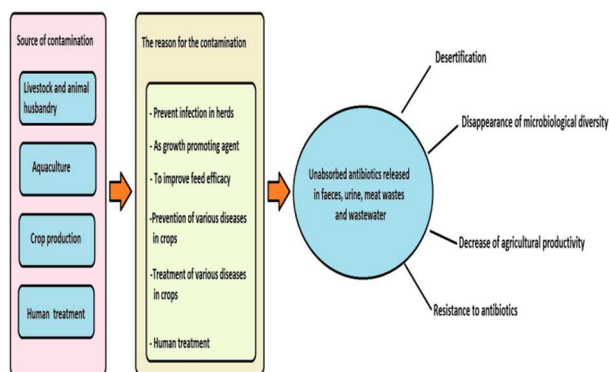 Source of contamination
Livestock and animal
husbandry
Aquaculture
Crop production
Human treatment
The reason for the contamination
- Prevent infection in herds
- As growth promoting agent
- To improve feed efficacy
-Prevention of various diseases
in crops
-Treatment of various diseases
in crops
- Human treatment
Unabsorbed antibiotics released
in faeces, urine, meat wastes
and wastewater
Desertification
Disappearance of microbiological diversity
Decrease of agricultural productivity
Resistance to antibiotics